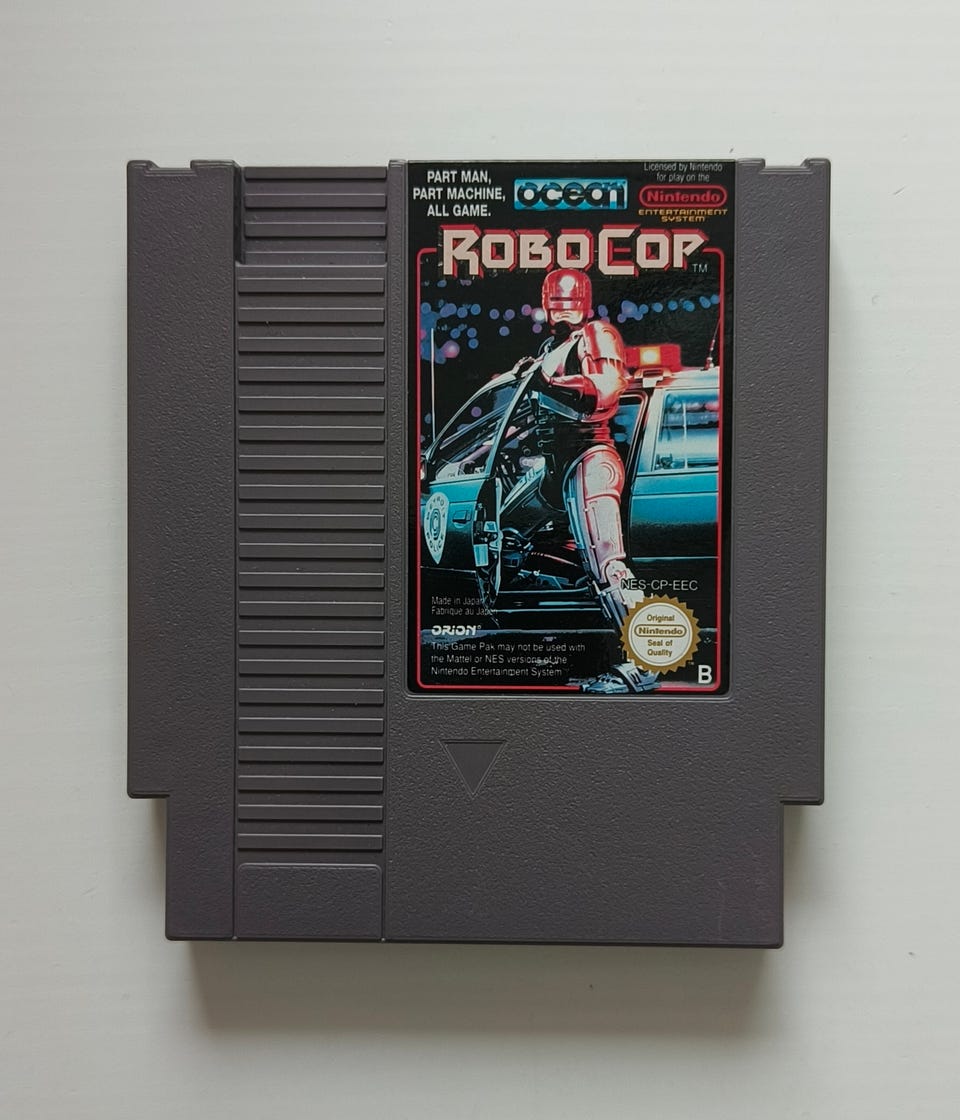 PART MAN,
PART MACHINE,
ALL GAME.
ocean
Licensed by Nintendo
for play on the
Nintendo
ENTERTAINMENT
SYSTEM
ROBOCOP™
NES-CP-EEC
Made in Japan
Fabriqué au Japon
ORION®
This Game Pak may not be used with
the Mattel or NES versions of the
Nintendo Entertainment System
Original
Nintendo
Seal of
Quality
™
B